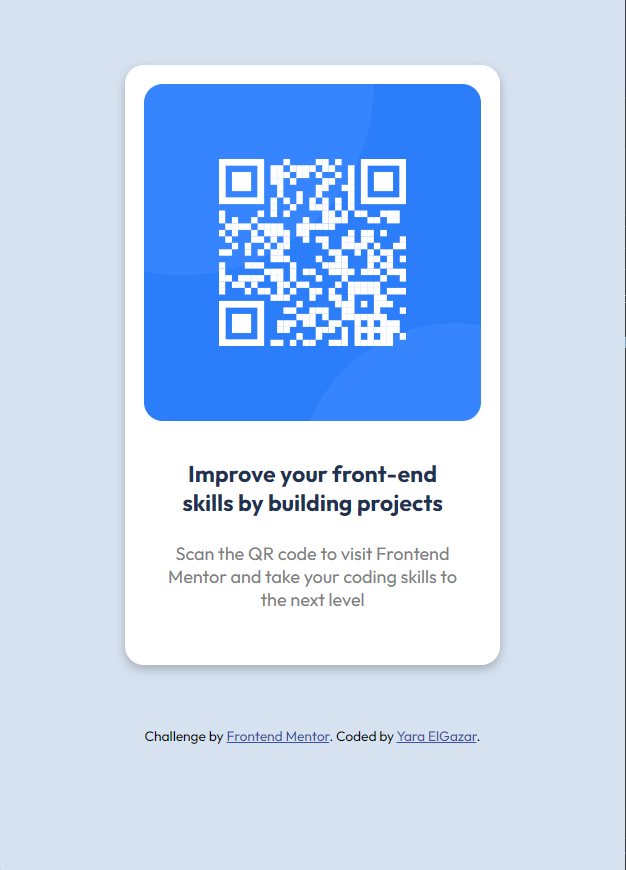 Improve your front-end
skills by building projects
Scan the QR code to visit Frontend
Mentor and take your coding skills to
the next level
Challenge by Frontend Mentor. Coded by Yara ElGazar.